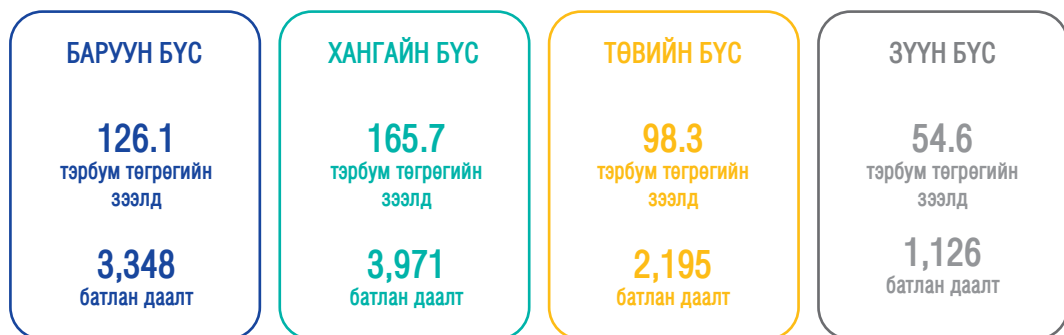 БАРУУН БҮС
126.1
тэрбум төгрөгийн
зээлд
3,348
батлан даалт
ХАНГАЙН БҮС
165.7
тэрбум төгрөгийн
зээлд
3,971
батлан даалт
ТӨВИЙН БҮС
98.3
тэрбум төгрөгийн
зээлд
2,195
батлан даалт
ЗҮҮН БҮС
54.6
тэрбум төгрөгийн
зээлд
1,126
батлан даалт